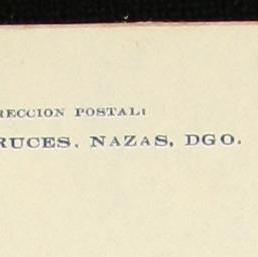 RECCION POSTAL:
RUCES, NAZAS, DGO.